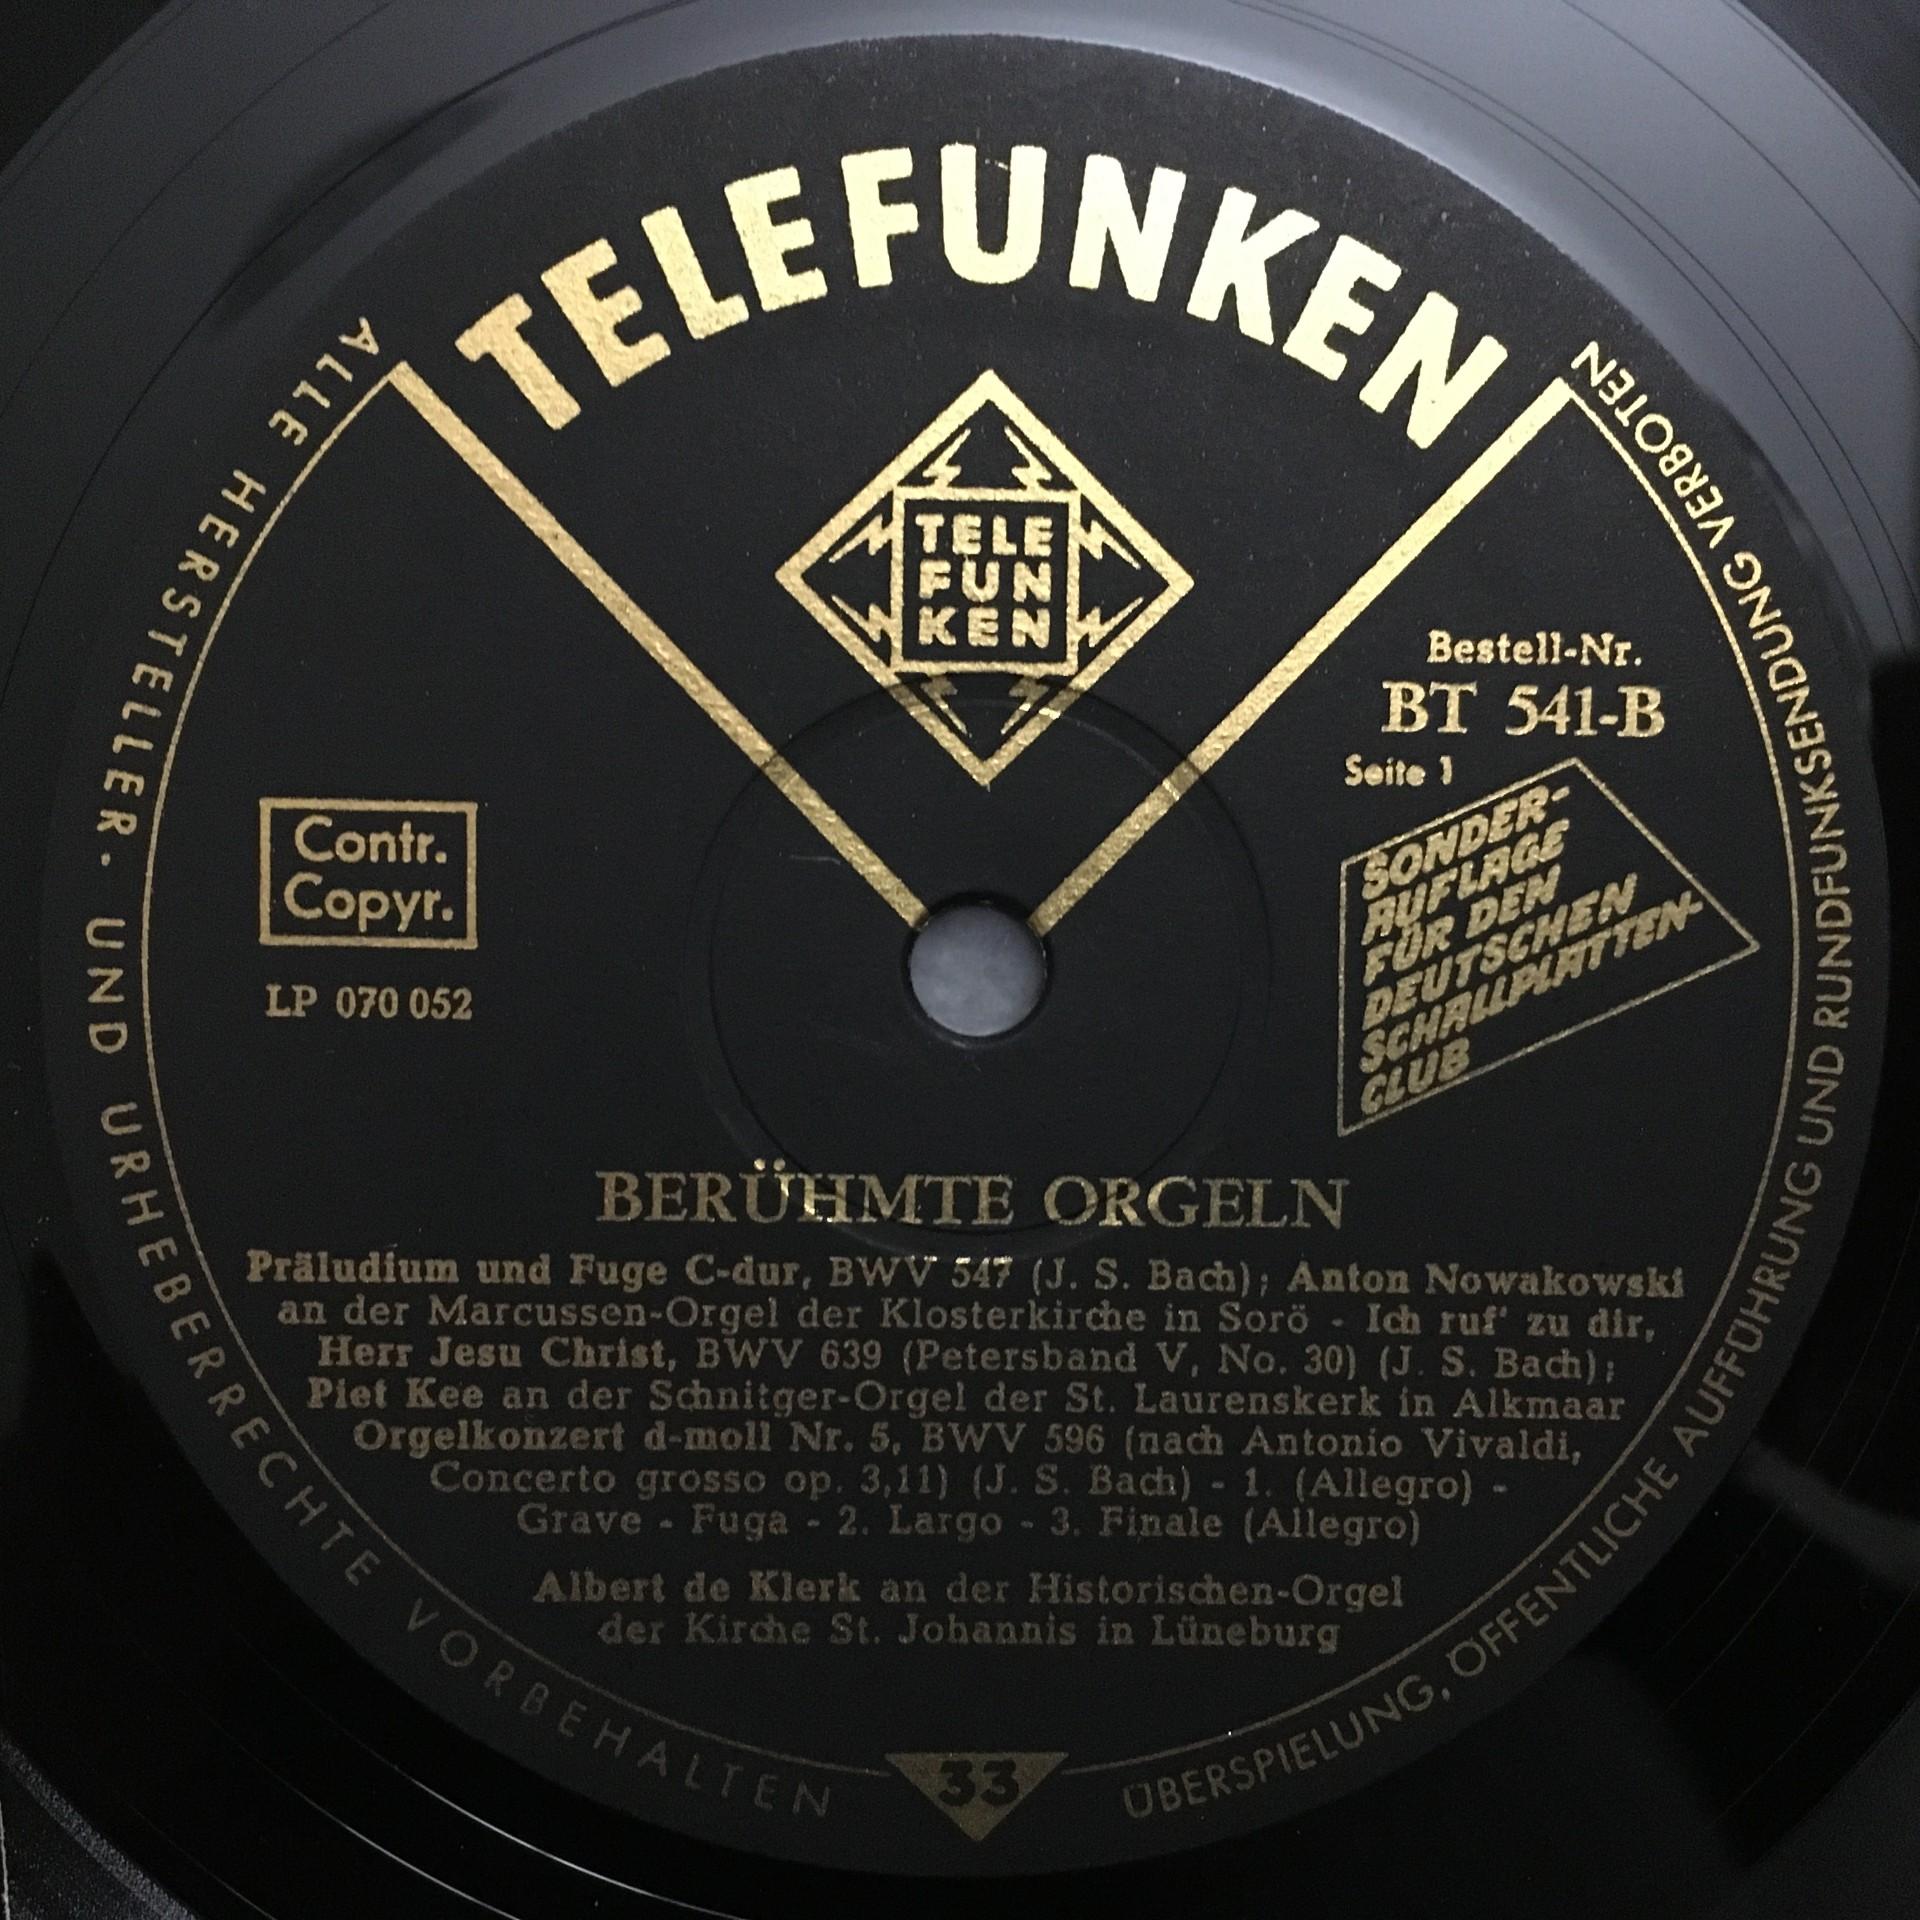 TELEFUNKEN
TELE
FUN
KEN
Bestell-Nr.
BT 541-B
Seite 1
Contr.
Copyr.
LP 070 052
SONDER-
AUFLAGE
FÜR DEN
DEUTSCHEN
SCHALLPLATTEN-
CLUB
BERÜHMTE ORGELN
Präludium und Fuge C-dur, BWV 547 (J. S. Bach); Anton Nowakowski
an der Marcussen-Orgel der Klosterkirche in Sorö - Ich ruf' zu dir,
Herr Jesu Christ, BWV 639 (Petersband V, No. 30) (J. S. Bach);
Piet Kee an der Schnitger-Orgel der St. Laurenskerk in Alkmaar
Orgelkonzert d-moll Nr. 5, BWV 596 (nach Antonio Vivaldi,
Concerto grosso op. 3,11) (J. S. Bach) - 1. (Allegro) -
Grave - Fuga - 2. Largo - 3. Finale (Allegro)
Albert de Klerk an der Historischen-Orgel
der Kirche St. Johannis in Lüneburg
33
ALLE HERSTELLER- UND URHEBERRECHTE VORBEHALTEN
ÜBERSPIELUNG, ÖFFENTLICHE AUFFÜHRUNG UND RUNDFUNKSENDUNG VERBOTEN